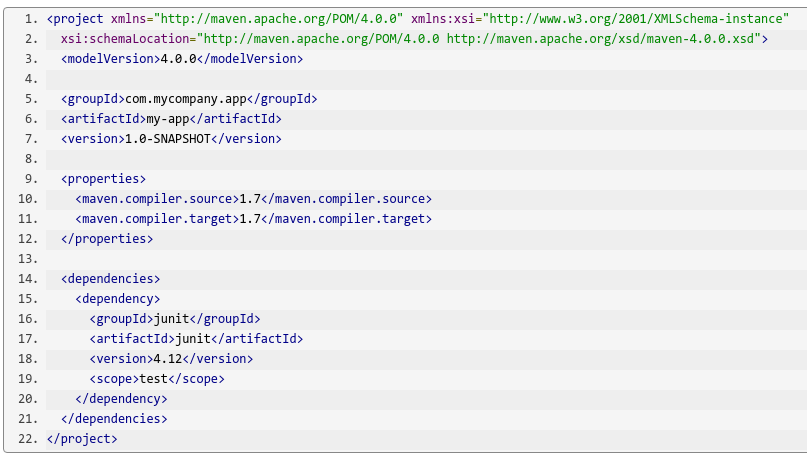 1. <project xmlns="http://maven.apache.org/POM/4.0.0" xmlns:xsi="http://www.w3.org/2001/XMLSchema-instance"
2.   xsi:schemaLocation="http://maven.apache.org/POM/4.0.0 http://maven.apache.org/xsd/maven-4.0.0.xsd">
3.   <modelVersion>4.0.0</modelVersion>
4.
5.   <groupId>com.mycompany.app</groupId>
6.   <artifactId>my-app</artifactId>
7.   <version>1.0-SNAPSHOT</version>
8.
9.   <properties>
10.     <maven.compiler.source>1.7</maven.compiler.source>
11.     <maven.compiler.target>1.7</maven.compiler.target>
12.   </properties>
13.
14.   <dependencies>
15.     <dependency>
16.       <groupId>junit</groupId>
17.       <artifactId>junit</artifactId>
18.       <version>4.12</version>
19.       <scope>test</scope>
20.     </dependency>
21.   </dependencies>
22. </project>